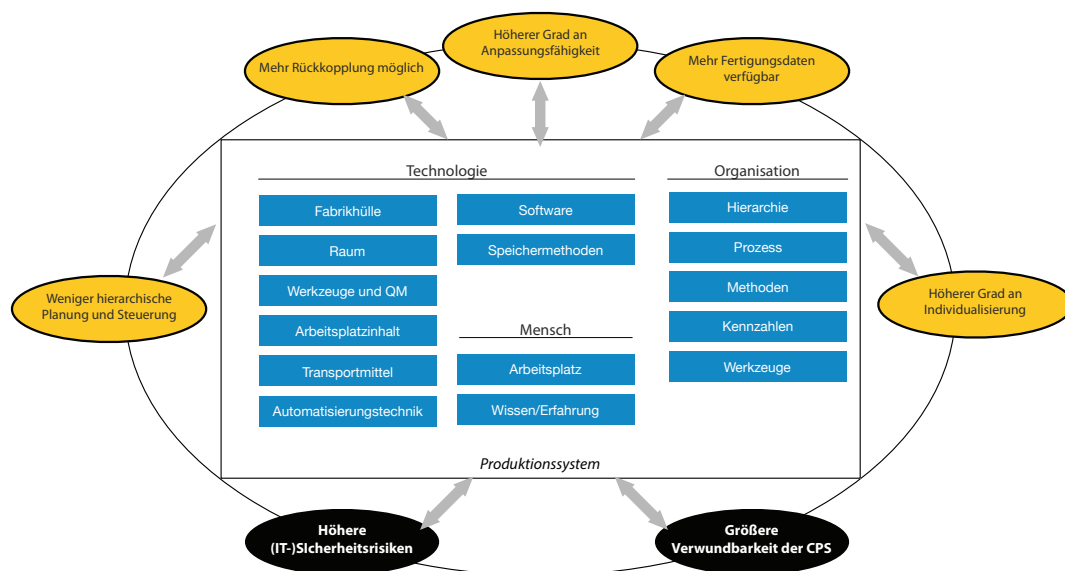 Höherer Grad an
Anpassungsfähigkeit
Mehr Rückkopplung möglich
Mehr Fertigungsdaten
verfügbar
Technologie
Organisation
Fabrikhülle
Software
Hierarchie
Raum
Speichermethoden
Prozess
Werkzeuge und QM
Methoden
Weniger hierarchische
Planung und Steuerung
Höherer Grad an
Individualisierung
Arbeitsplatzinhalt
Mensch
Kennzahlen
Transportmittel
Arbeitsplatz
Werkzeuge
Automatisierungstechnik
Wissen/Erfahrung
Produktionssystem
Höhere
(IT-)SIcherheitsrisiken
Größere
Verwundbarkeit der CPS